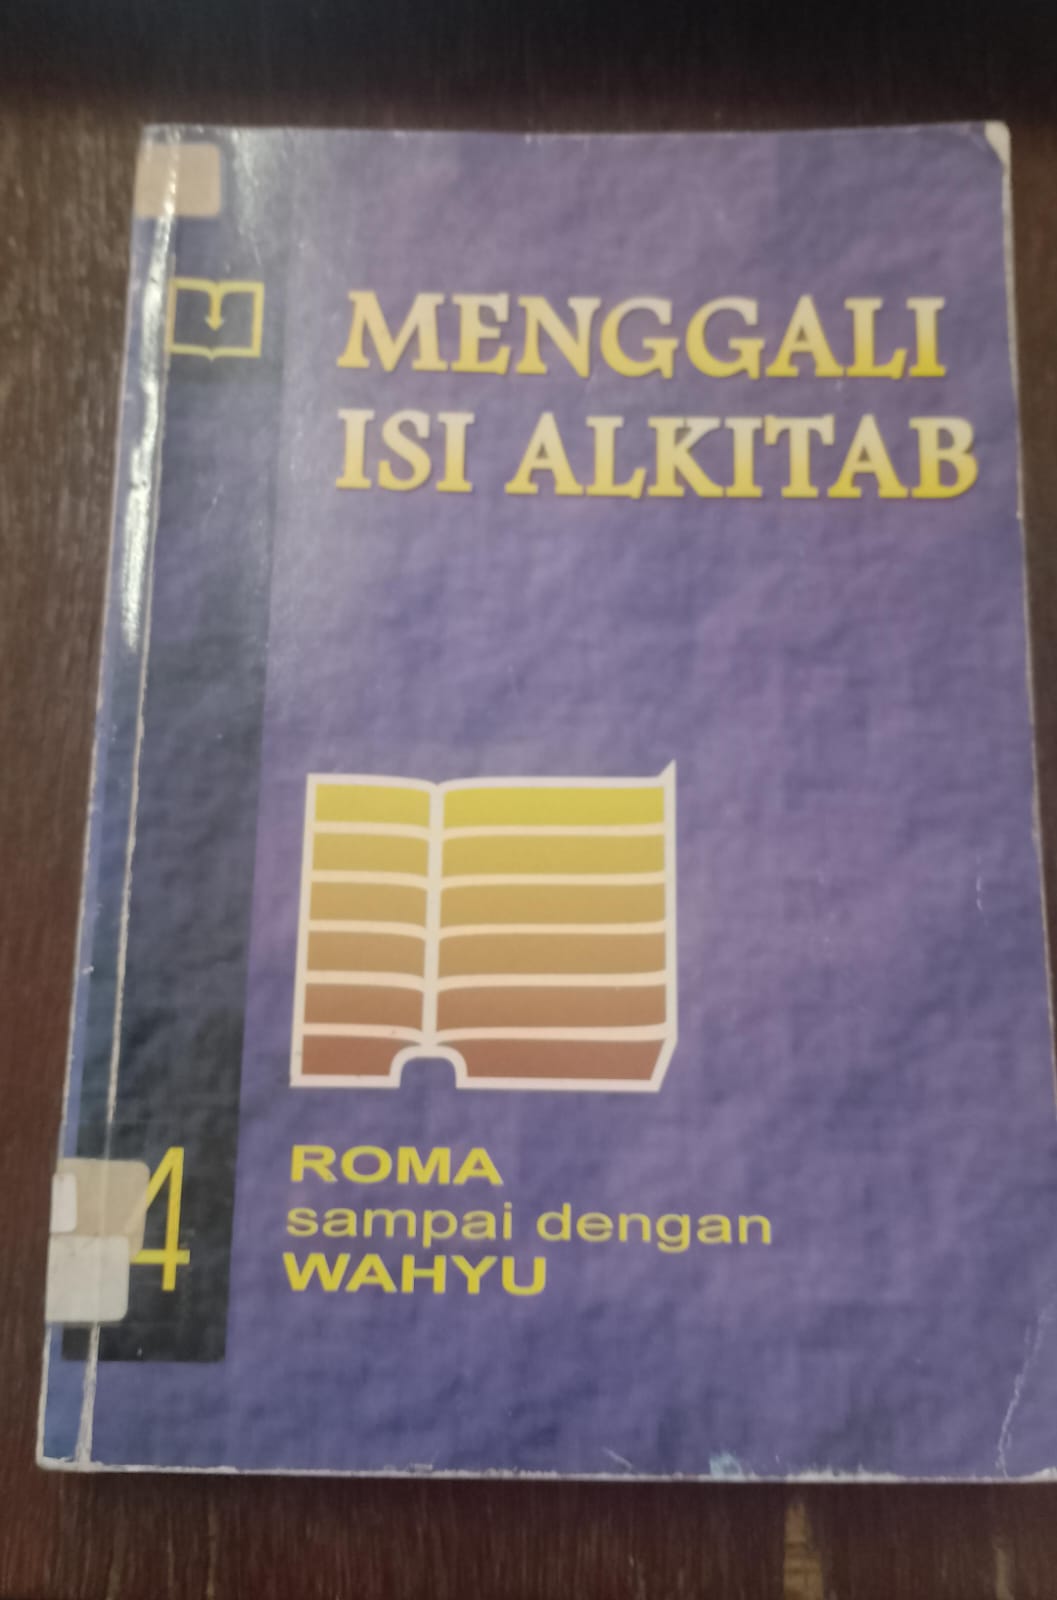 MENGGALI
ISI ALKITAB
4
ROMA
sampai dengan
WAHYU